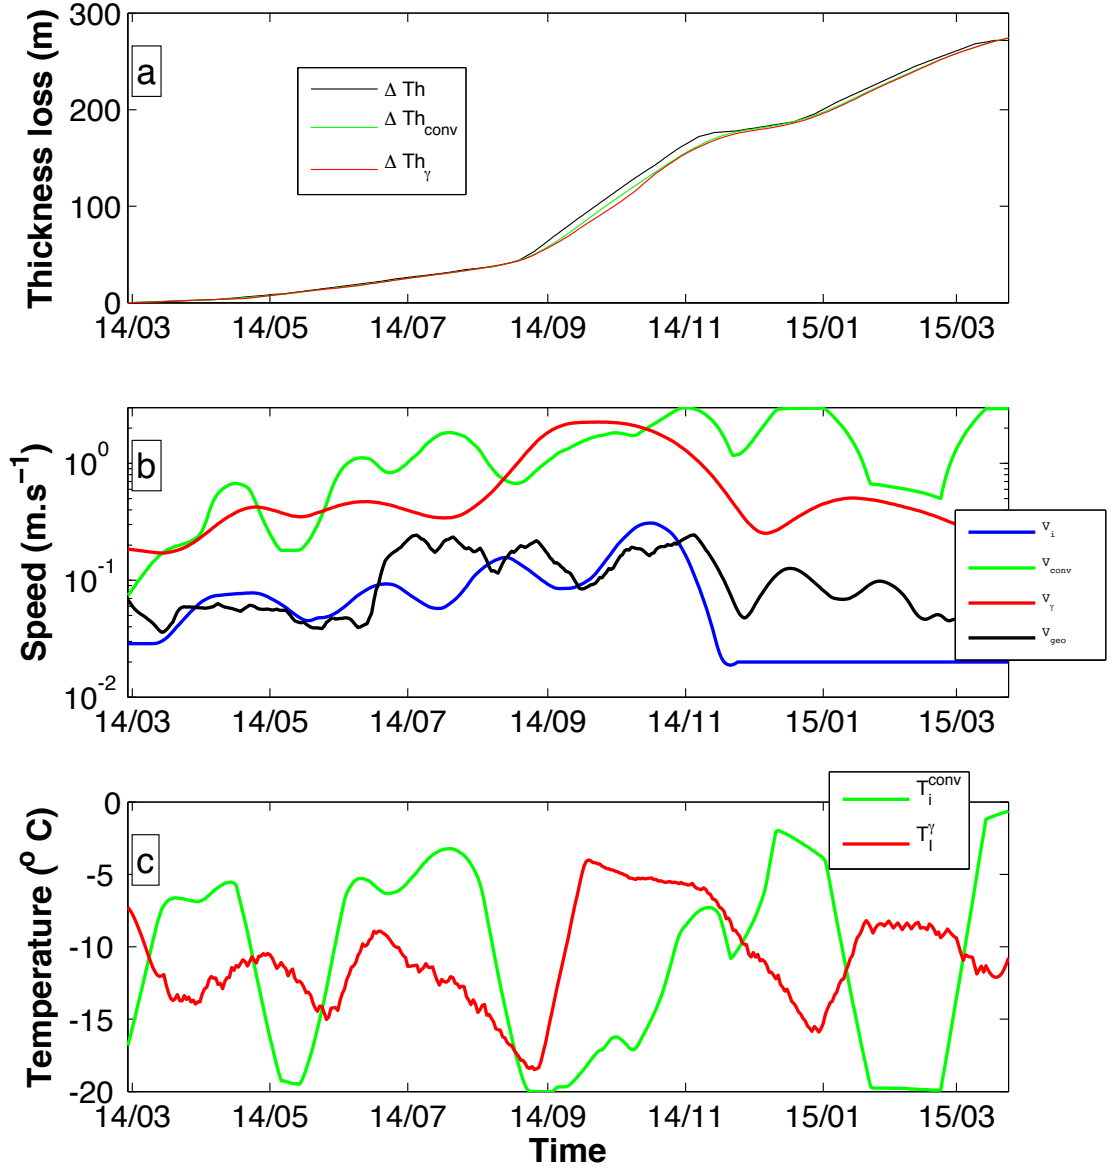 Thickness loss (m)
300
200
100
0
a
Δ Th
Δ Th_conv
Δ Th_γ
14/03 14/05 14/07 14/09 14/11 15/01 15/03
Speed (m.s⁻¹)
10⁰
10⁻¹
10⁻²
b
V_i
V_conv
V_γ
V_geo
14/03 14/05 14/07 14/09 14/11 15/01 15/03
Temperature (° C)
0
-5
-10
-15
-20
c
T_i^conv
T_I^γ
14/03 14/05 14/07 14/09 14/11 15/01 15/03
Time